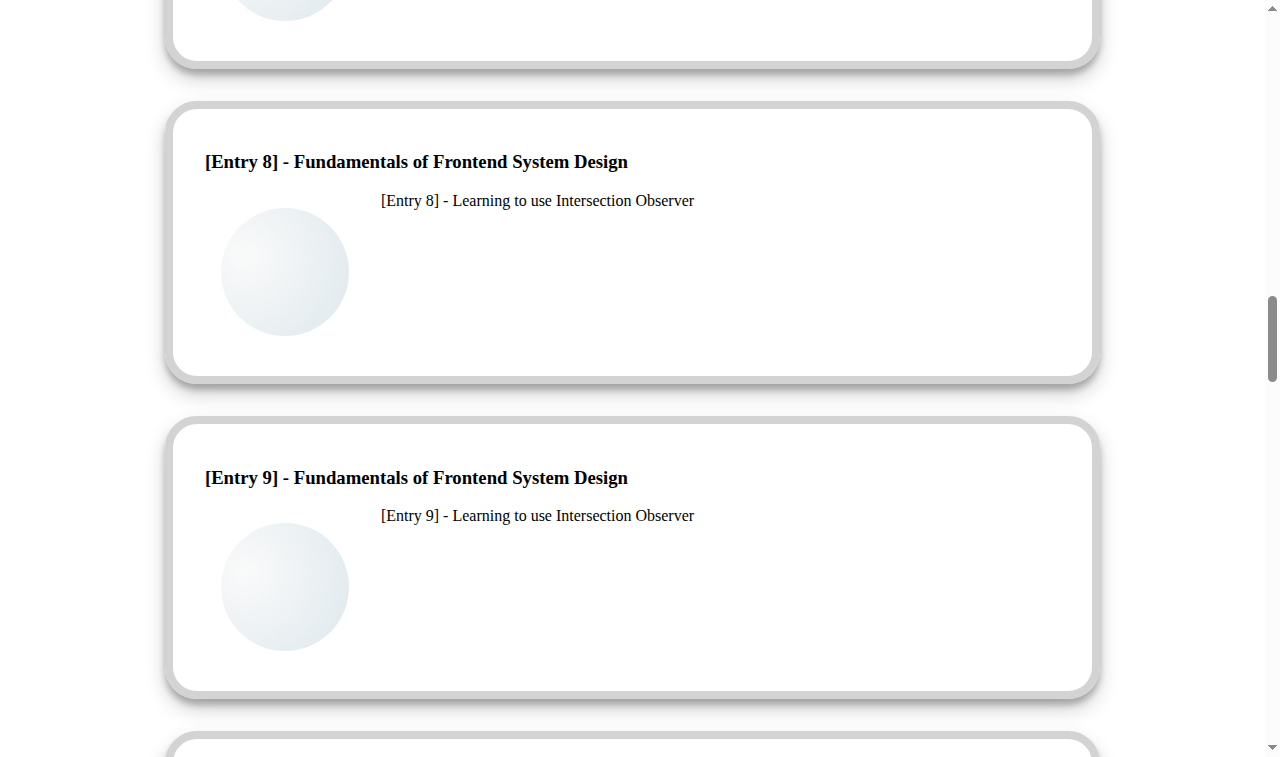 [Entry 8] - Fundamentals of Frontend System Design
[Entry 8] - Learning to use Intersection Observer
[Entry 9] - Fundamentals of Frontend System Design
[Entry 9] - Learning to use Intersection Observer